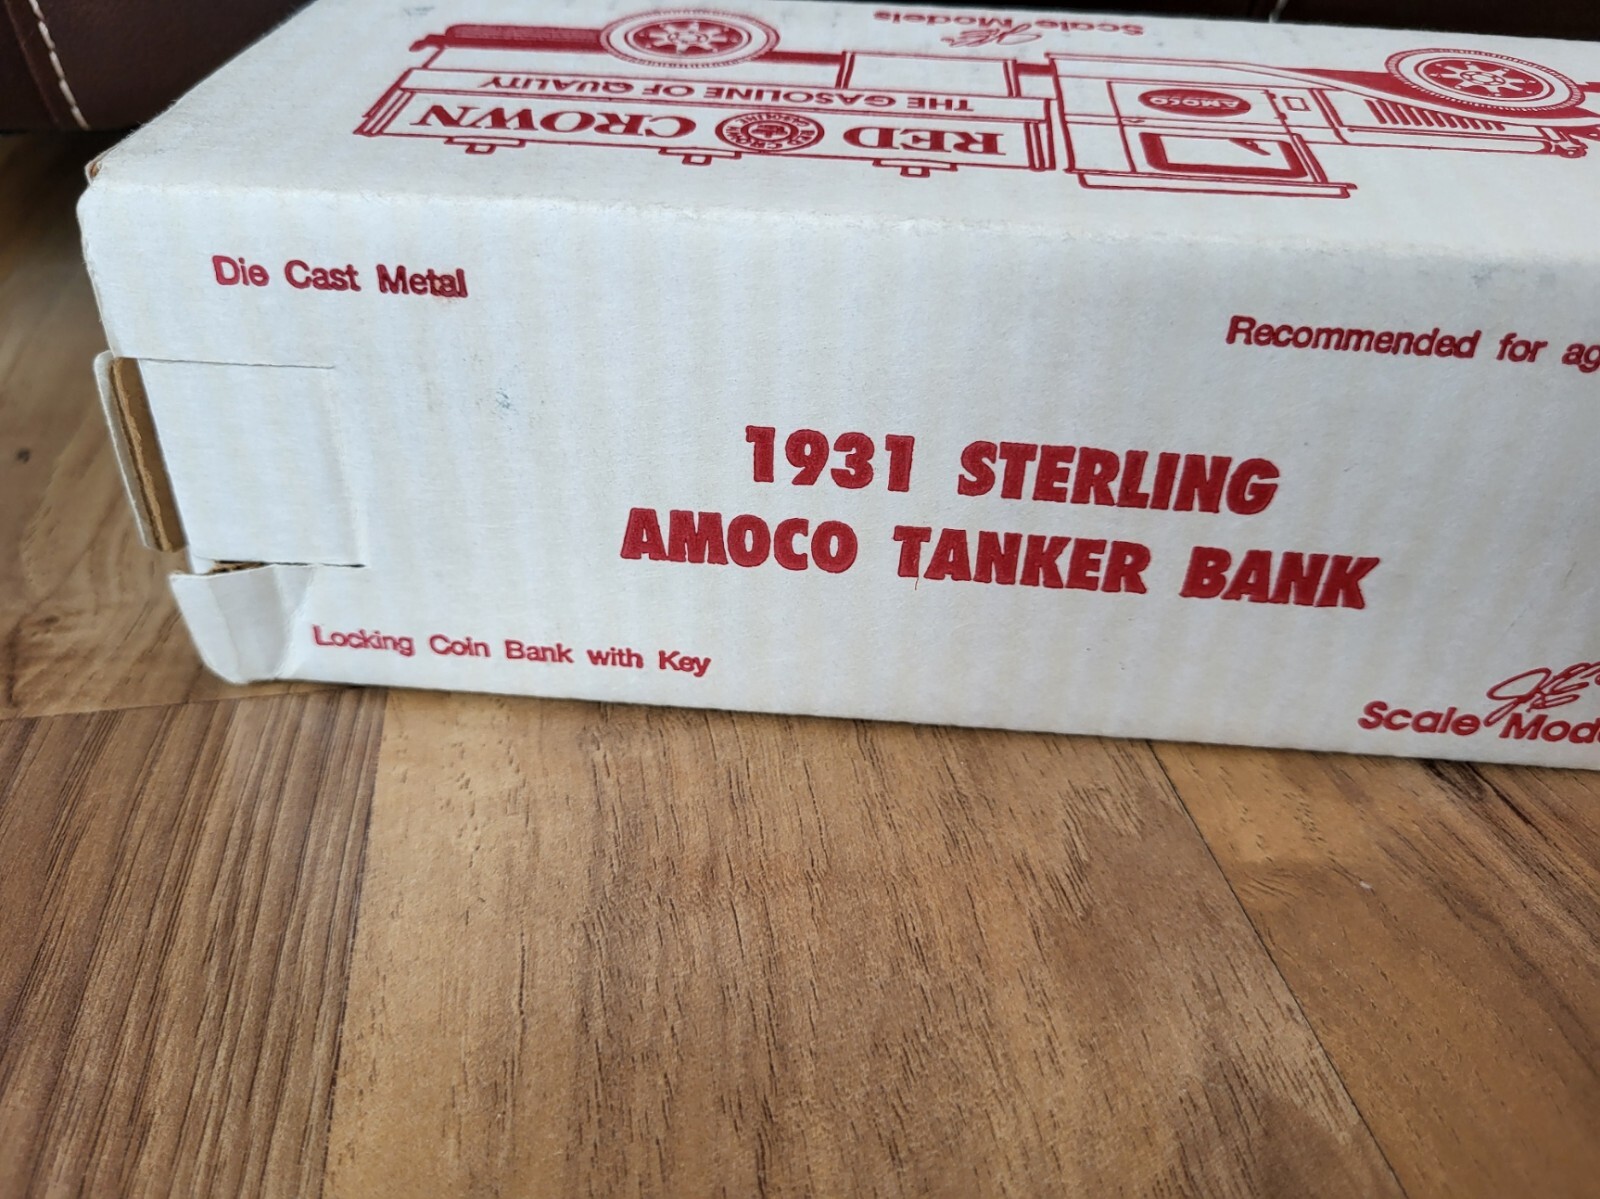 Scale Models
AMOCO
THE GASOLINE OF QUALITY
RED CROWN
Die Cast Metal
Recommended for ag
1931 STERLING
AMOCO TANKER BANK
Locking Coin Bank with Key
Scale Mod